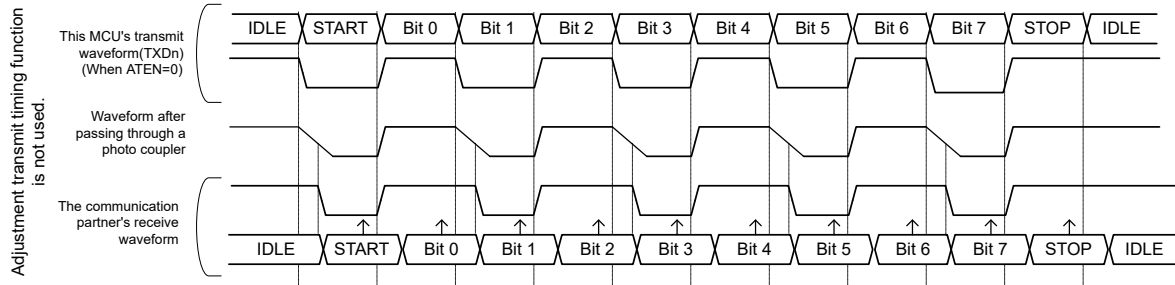 Adjustment transmit timing function
is not used.
This MCU's transmit
waveform(TXDn)
(When ATEN=0)
IDLE START Bit 0 Bit 1 Bit 2 Bit 3 Bit 4 Bit 5 Bit 6 Bit 7 STOP IDLE
Waveform after
passing through a
photo coupler
The communication
partner's receive
waveform
IDLE START Bit 0 Bit 1 Bit 2 Bit 3 Bit 4 Bit 5 Bit 6 Bit 7 STOP IDLE